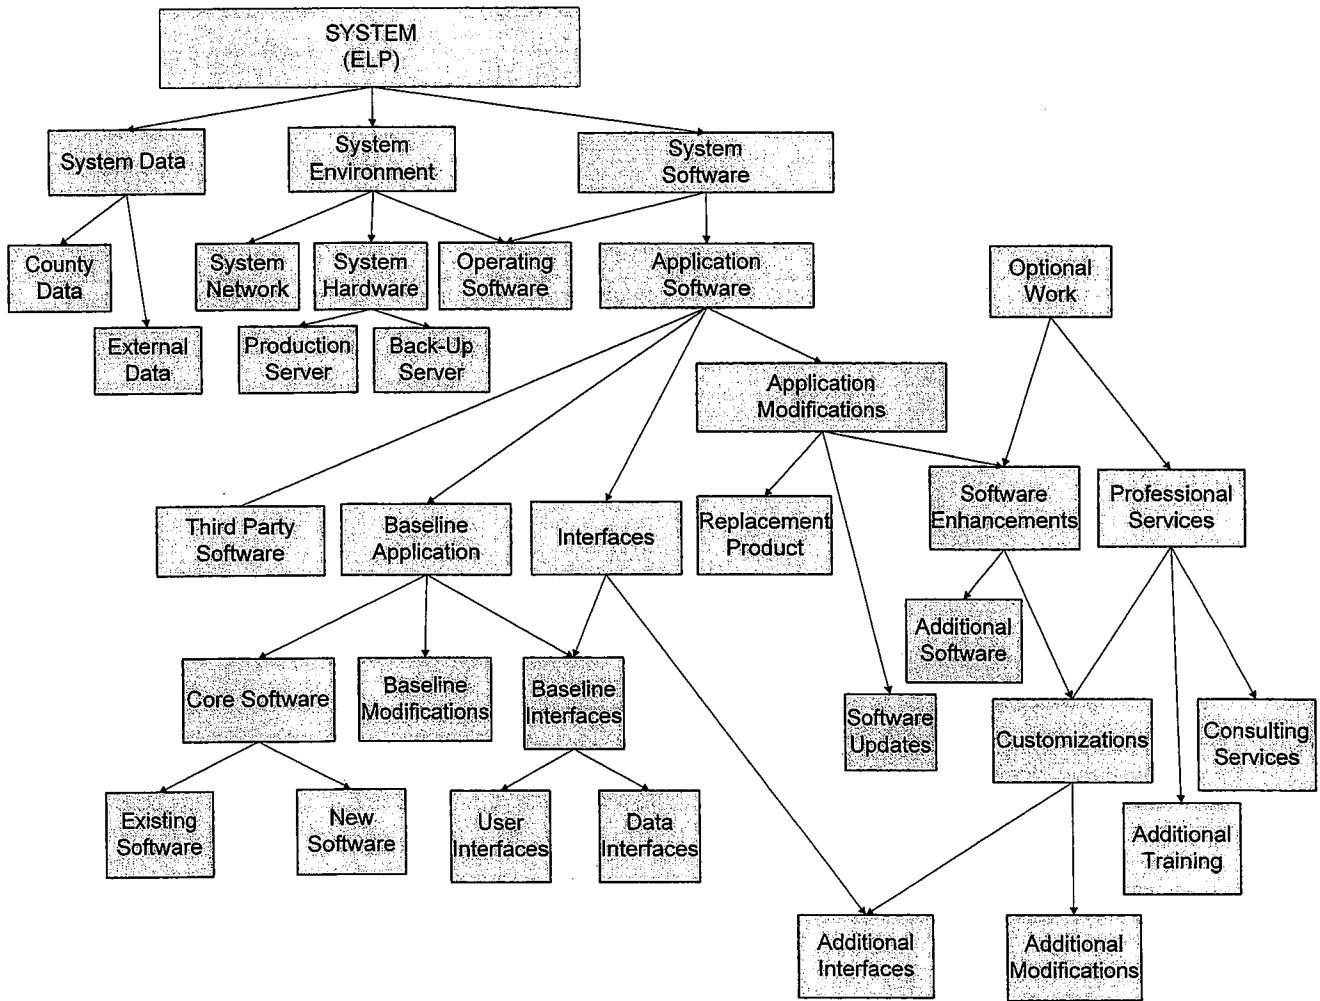 SYSTEM
(ELP)
System Data
System
Environment
System
Software
County
Data
System
Network
System
Hardware
Operating
Software
Application
Software
Optional
Work
External
Data
Production
Server
Back-Up
Server
Application
Modifications
Third Party
Software
Baseline
Application
Interfaces
Replacement
Product
Software
Enhancements
Professional
Services
Additional
Software
Core Software
Baseline
Modifications
Baseline
Interfaces
Software
Updates
Customizations
Consulting
Services
Existing
Software
New
Software
User
Interfaces
Data
Interfaces
Additional
Training
Additional
Interfaces
Additional
Modifications